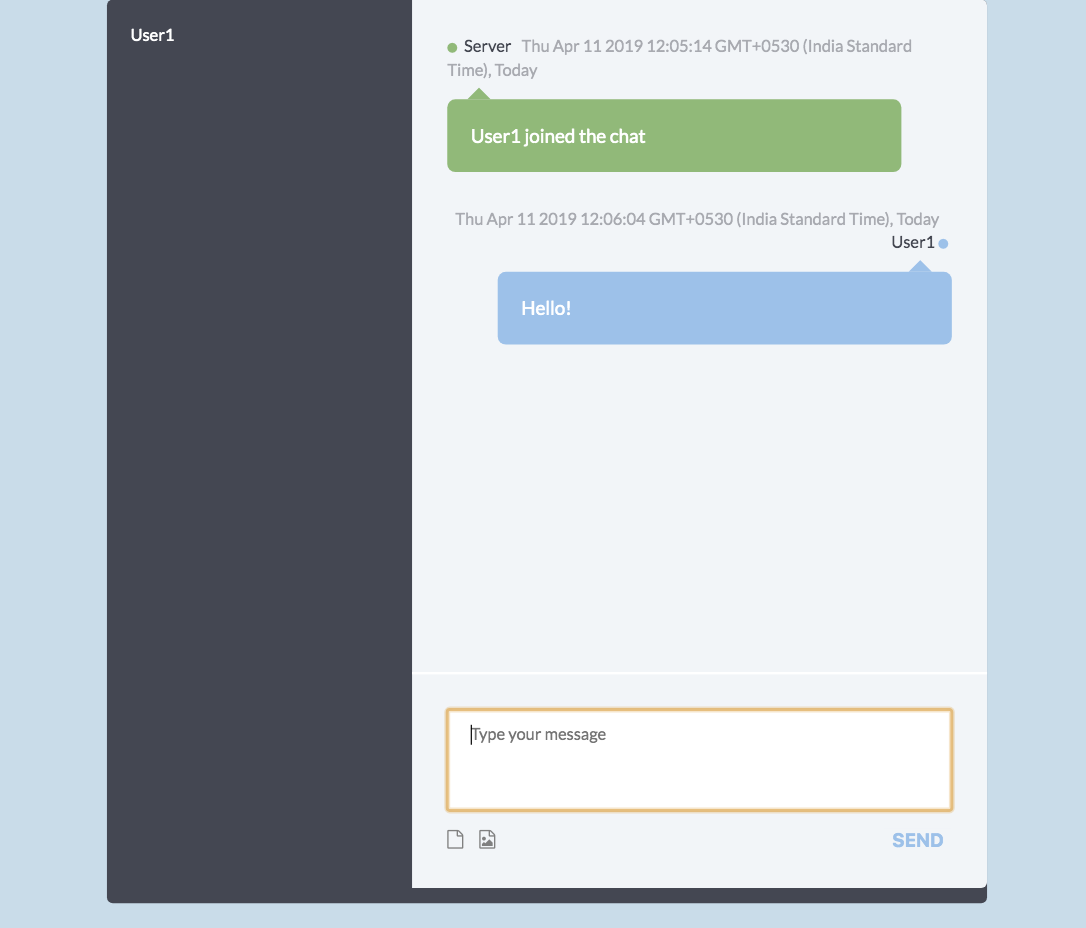 User1
Server Thu Apr 11 2019 12:05:14 GMT+0530 (India Standard
Time), Today
User1 joined the chat
Thu Apr 11 2019 12:06:04 GMT+0530 (India Standard Time), Today
User1
Hello!
Type your message
SEND